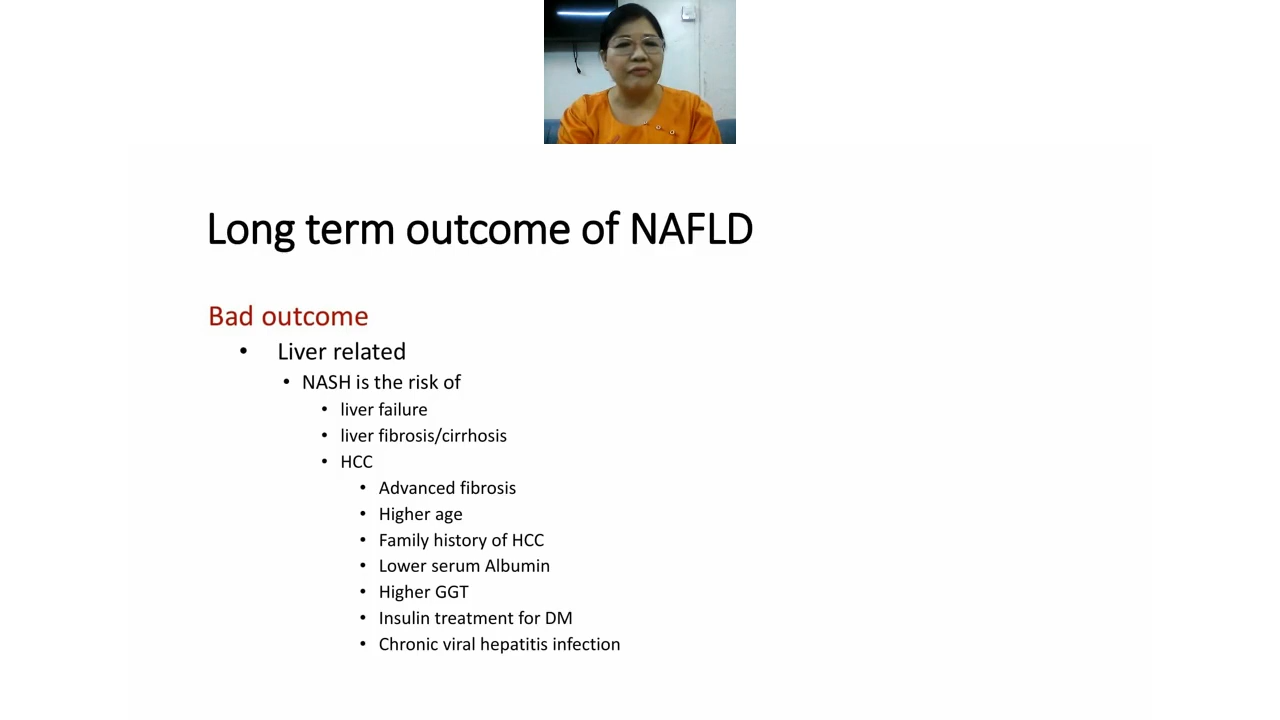 Long term outcome of NAFLD
Bad outcome
• Liver related
• NASH is the risk of
• liver failure
• liver fibrosis/cirrhosis
• HCC
• Advanced fibrosis
• Higher age
• Family history of HCC
• Lower serum Albumin
• Higher GGT
• Insulin treatment for DM
• Chronic viral hepatitis infection